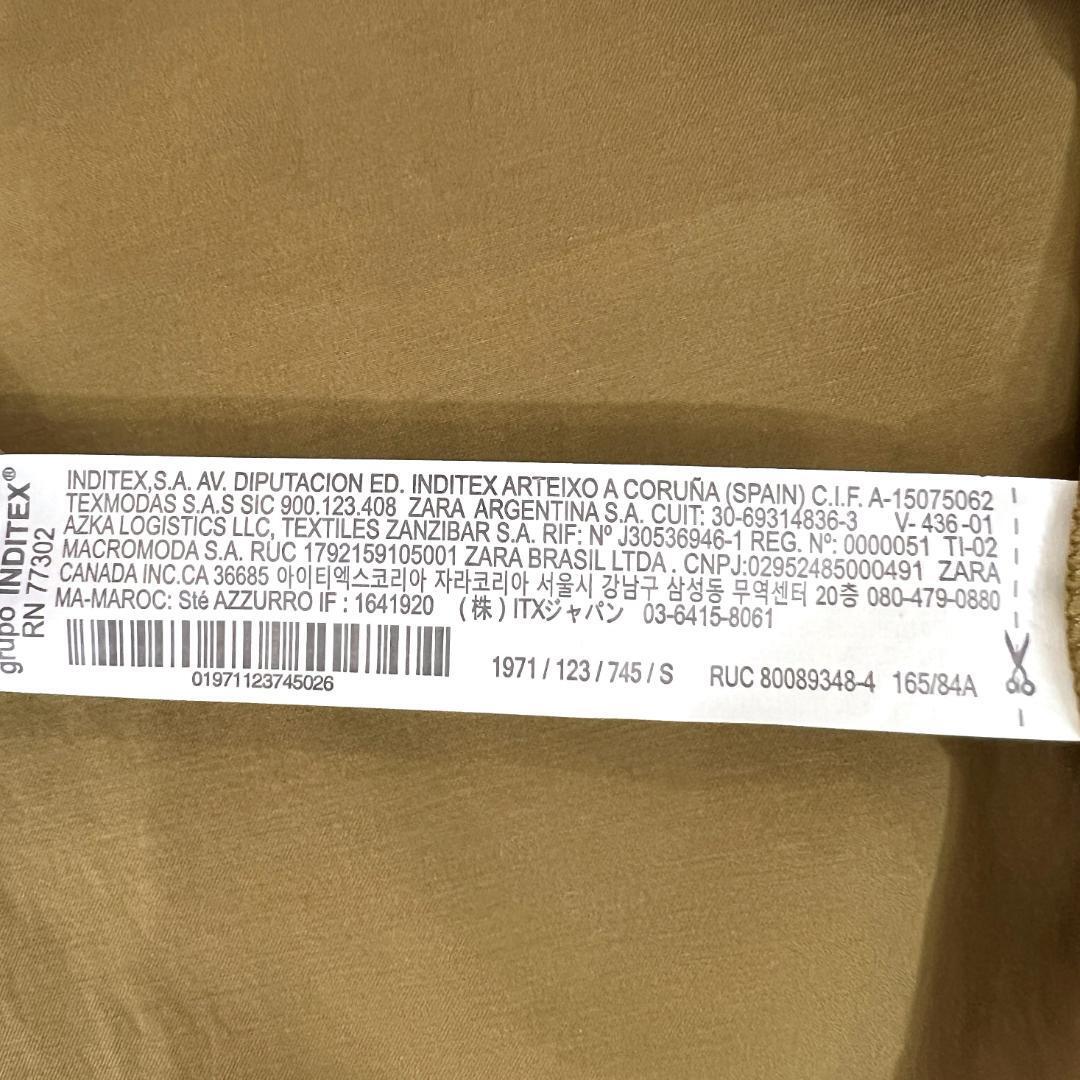 grupo INDITEX®
RN 77302
INDITEX,S.A. AV. DIPUTACION ED. INDITEX ARTEIXO A CORUÑA (SPAIN) C.I.F. A-15075062
TEXMODAS S.A.S SIC 900.123.408 ZARA ARGENTINA S.A. CUIT: 30-69314836-3 V- 436 -01
AZKA LOGISTICS LLC, TEXTILES ZANZIBAR S.A. RIF: Nº J30536946-1 REG. Nº: 0000051 TI-02
MACROMODA S.A. RUC 1792159105001 ZARA BRASIL LTDA . CNPJ:02952485000491 ZARA
CANADA INC.CA 36685 아이티엑스코리아 자라코리아 서울시 강남구 삼성동 무역센터 20층 080-479-0880
MA-MAROC: Sté AZZURRO IF : 1641920 (株) ITXジャパン 03-6415-8061
01971123745026
1971 / 123 / 745 / S RUC 80089348-4 165/84A